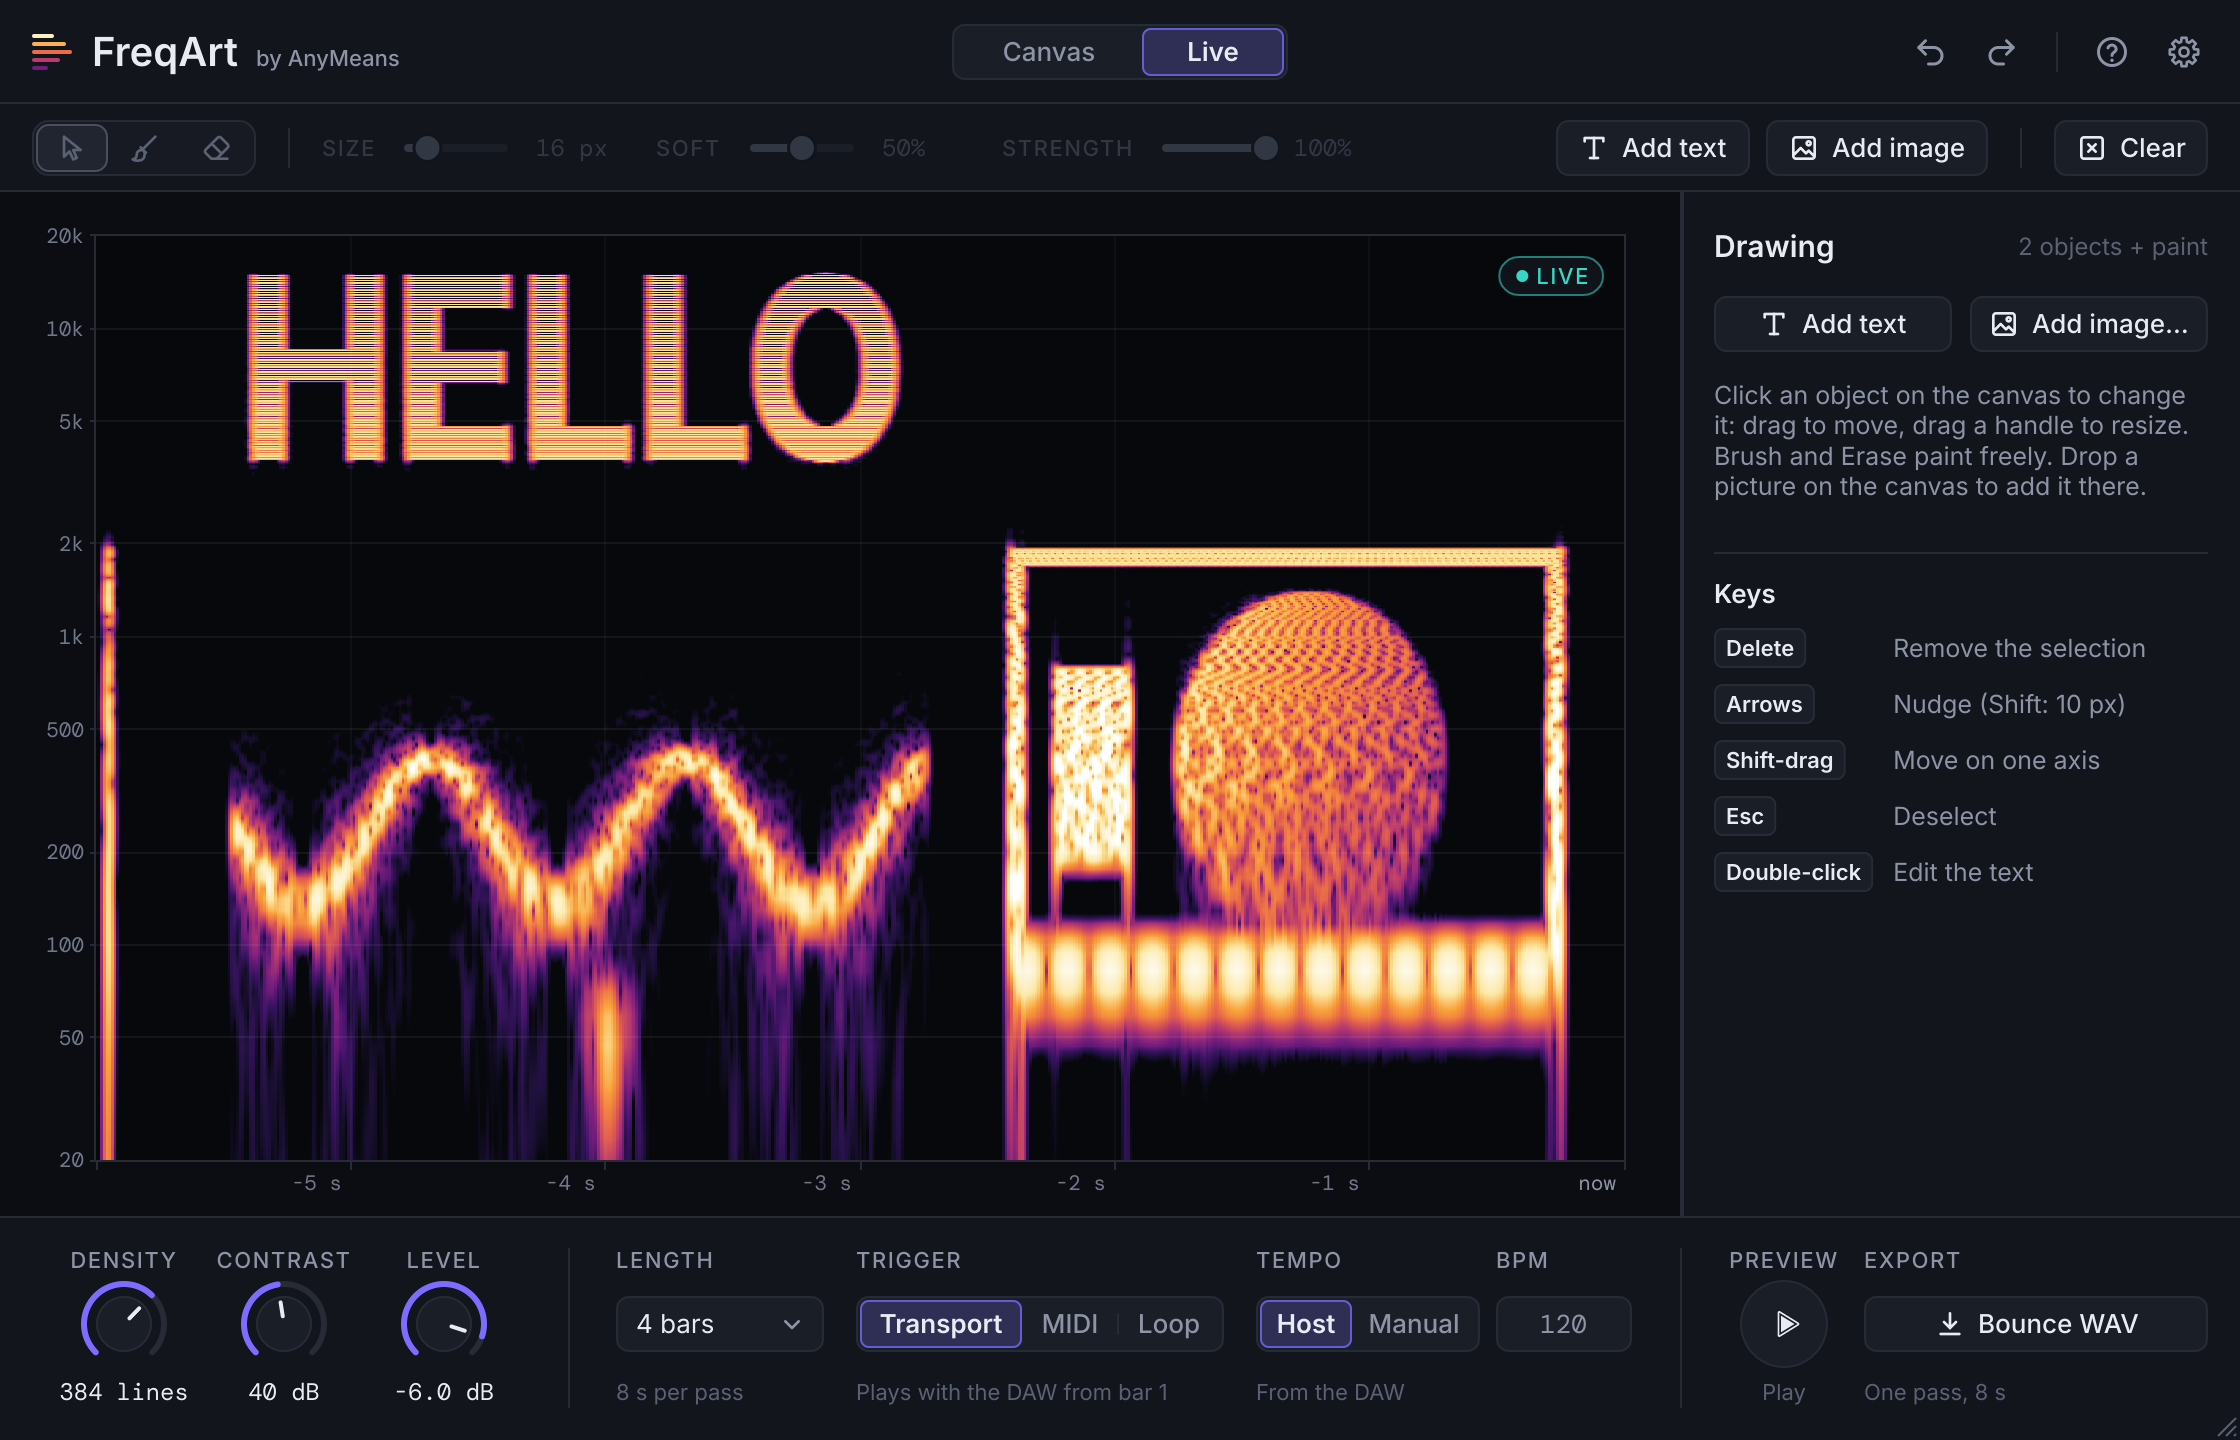 FreqArt by AnyMeans
Canvas
Live
SIZE
16 px
SOFT
50%
STRENGTH
100%
Add text
Add image
Clear
20k
10k
5k
2k
1k
500
200
100
50
20
HELLO
LIVE
-5 s
-4 s
-3 s
-2 s
-1 s
now
Drawing
2 objects + paint
Add text
Add image...
Click an object on the canvas to change
it: drag to move, drag a handle to resize.
Brush and Erase paint freely. Drop a
picture on the canvas to add it there.
Keys
Delete
Remove the selection
Arrows
Nudge (Shift: 10 px)
Shift-drag
Move on one axis
Esc
Deselect
Double-click
Edit the text
DENSITY
384 lines
CONTRAST
40 dB
LEVEL
-6.0 dB
LENGTH
4 bars
8 s per pass
TRIGGER
Transport
MIDI
Loop
Plays with the DAW from bar 1
TEMPO
Host
Manual
From the DAW
BPM
120
PREVIEW
Play
EXPORT
Bounce WAV
One pass, 8 s